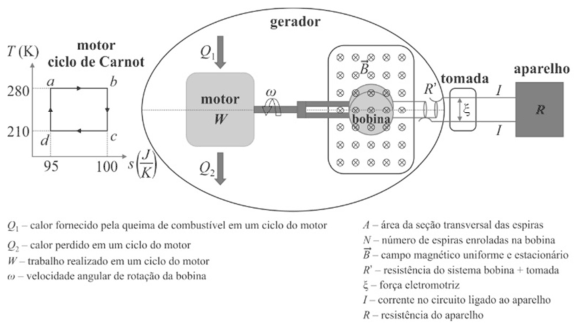 gerador
motor
ciclo de Carnot
T (K)
a
b
280
210
d
c
95
100
s(J/K)
Q₁
motor
W
ω
Q₂
B⃗
bobina
R'
tomada
ξ
I
I
aparelho
R
Q₁ – calor fornecido pela queima de combustível em um ciclo do motor
Q₂ – calor perdido em um ciclo do motor
W – trabalho realizado em um ciclo do motor
ω – velocidade angular de rotação da bobina
A – área da seção transversal das espiras
N – número de espiras enroladas na bobina
B⃗ – campo magnético uniforme e estacionário
R' – resistência do sistema bobina + tomada
ξ – força eletromotriz
I – corrente no circuito ligado ao aparelho
R – resistência do aparelho